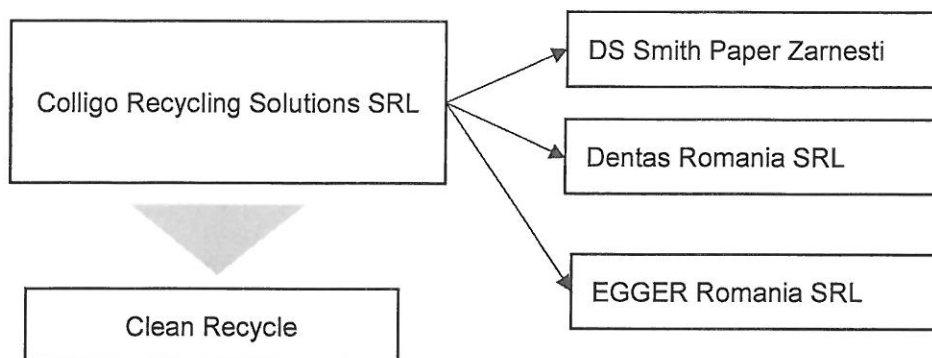 Colligo Recycling Solutions SRL
DS Smith Paper Zarnesti
Dentas Romania SRL
EGGER Romania SRL
Clean Recycle